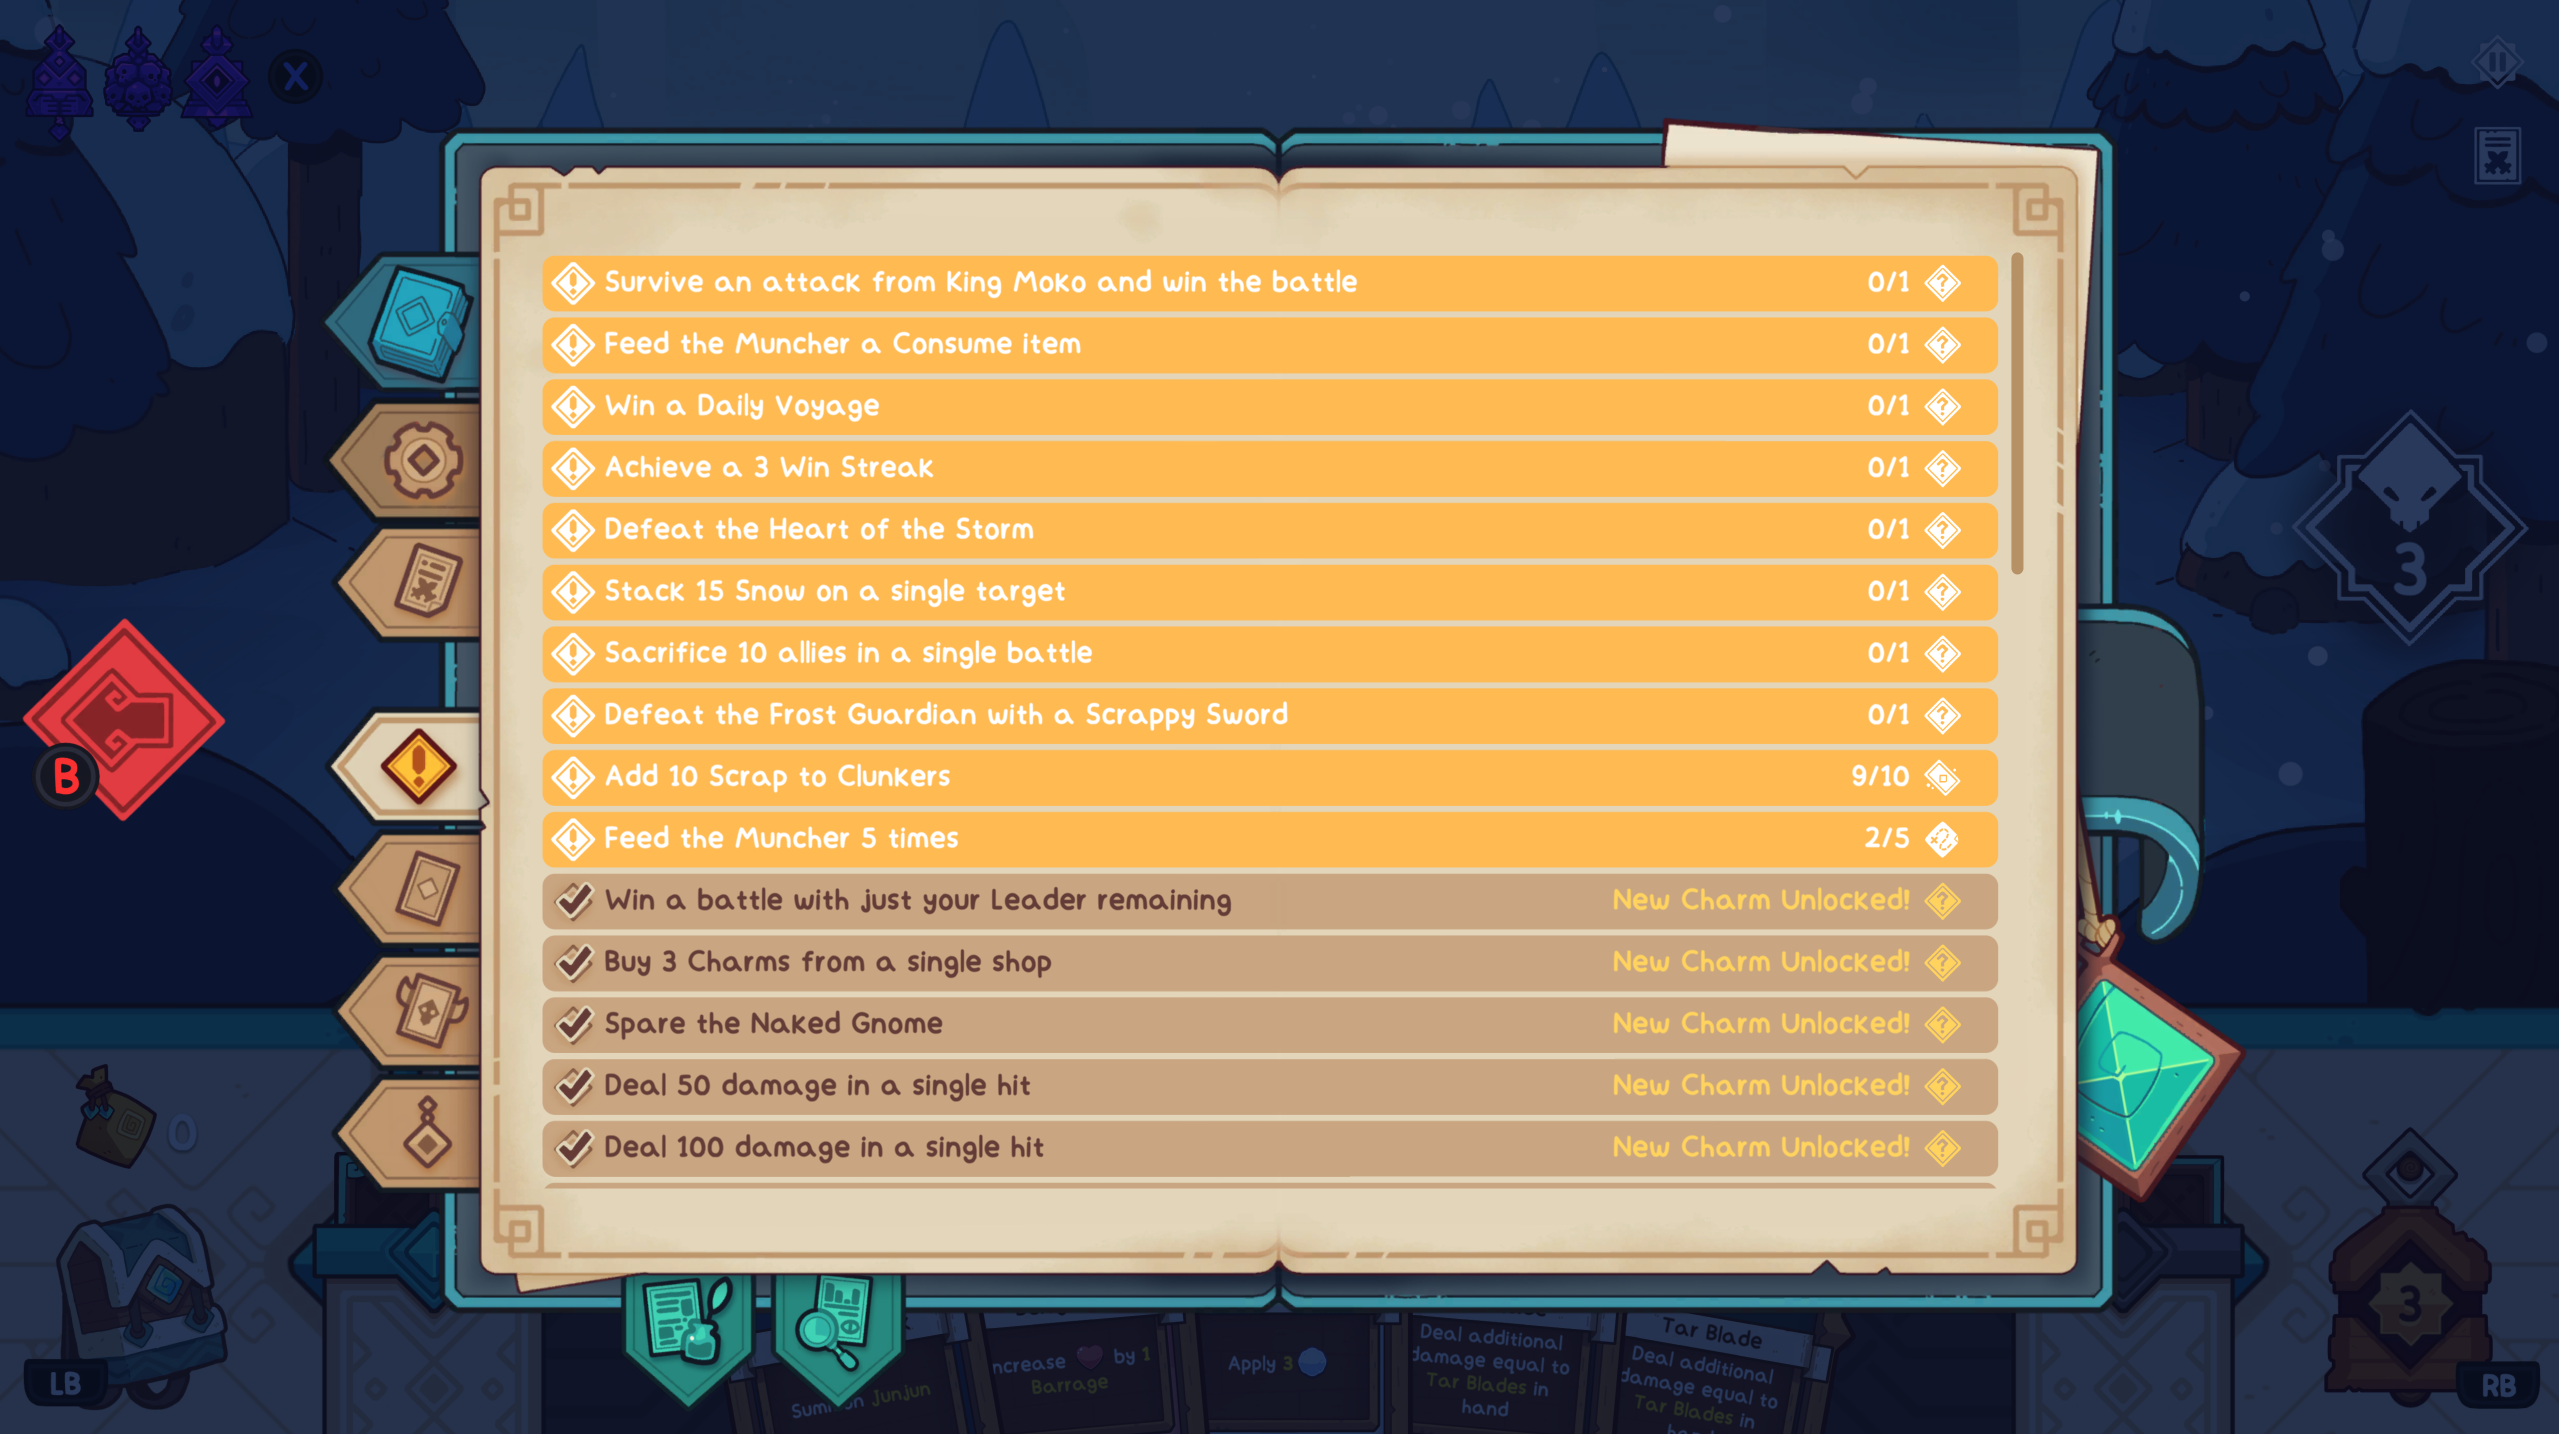 X
Survive an attack from King Moko and win the battle 0/1
Feed the Muncher a Consume item 0/1
Win a Daily Voyage 0/1
Achieve a 3 Win Streak 0/1
Defeat the Heart of the Storm 0/1
Stack 15 Snow on a single target 0/1
Sacrifice 10 allies in a single battle 0/1
Defeat the Frost Guardian with a Scrappy Sword 0/1
Add 10 Scrap to Clunkers 9/10
Feed the Muncher 5 times 2/5
Win a battle with just your Leader remaining New Charm Unlocked!
Buy 3 Charms from a single shop New Charm Unlocked!
Spare the Naked Gnome New Charm Unlocked!
Deal 50 damage in a single hit New Charm Unlocked!
Deal 100 damage in a single hit New Charm Unlocked!
3
B
0
LB
Junjun
Increase by 1
Barrage
Apply 3
Deal additional
damage equal to
Tar Blades in
hand
Tar Blade
Deal additional
damage equal to
Tar Blades in
3
RB